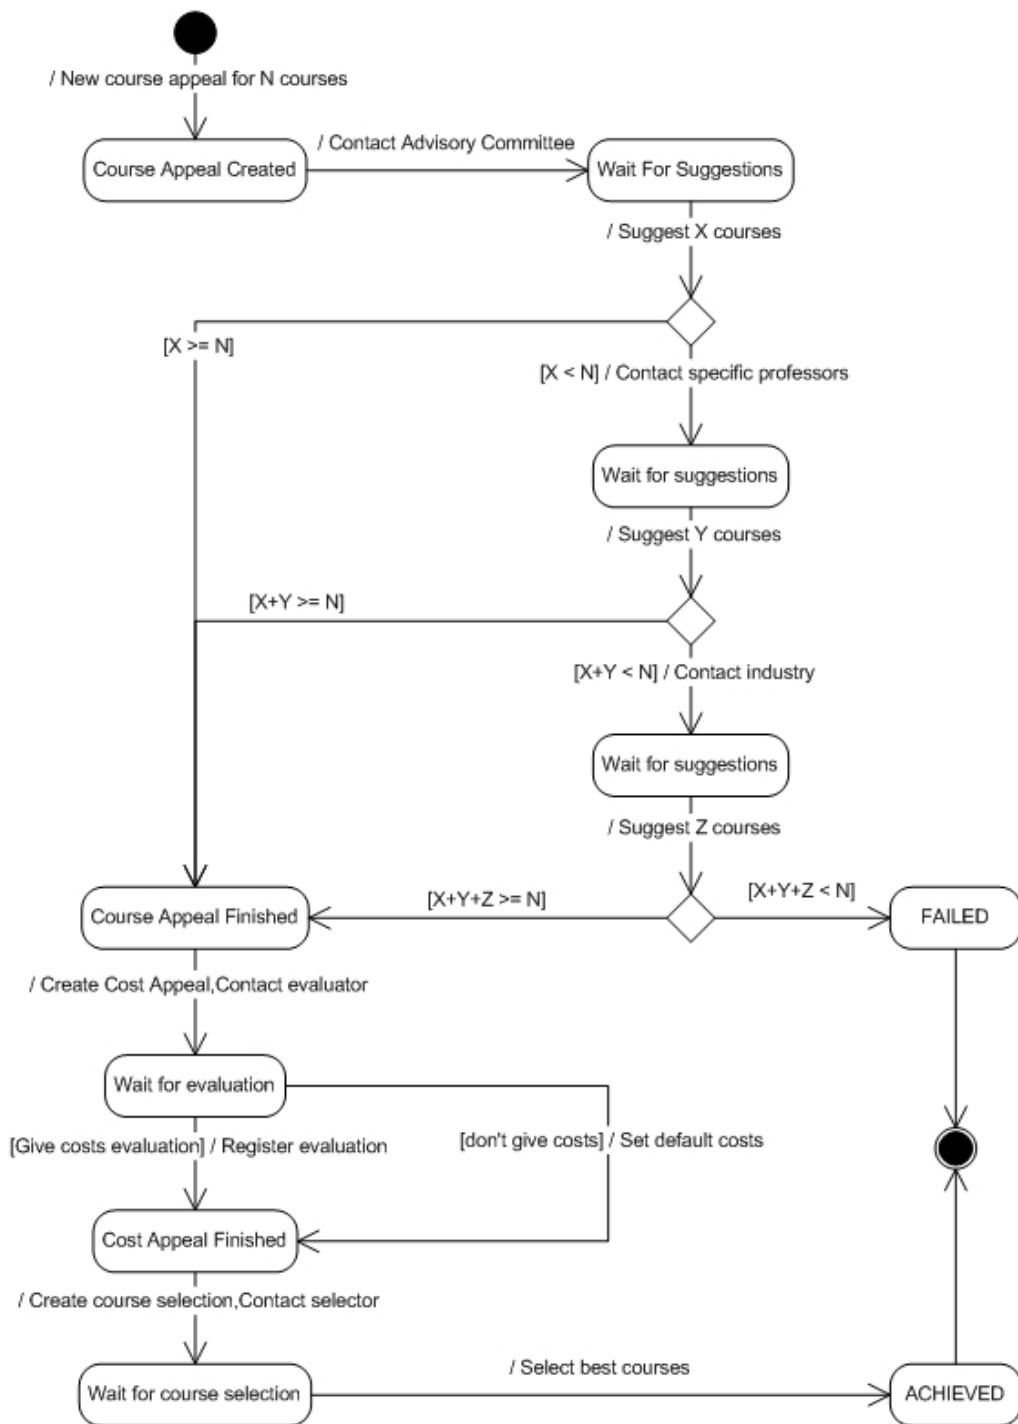 / New course appeal for N courses
Course Appeal Created
/ Contact Advisory Committee
Wait For Suggestions
/ Suggest X courses
[X >= N]
[X < N] / Contact specific professors
Wait for suggestions
/ Suggest Y courses
[X+Y >= N]
[X+Y < N] / Contact industry
Wait for suggestions
/ Suggest Z courses
[X+Y+Z >= N]
[X+Y+Z < N]
Course Appeal Finished
FAILED
/ Create Cost Appeal,Contact evaluator
Wait for evaluation
[Give costs evaluation] / Register evaluation
[don't give costs] / Set default costs
Cost Appeal Finished
/ Create course selection,Contact selector
Wait for course selection
/ Select best courses
ACHIEVED